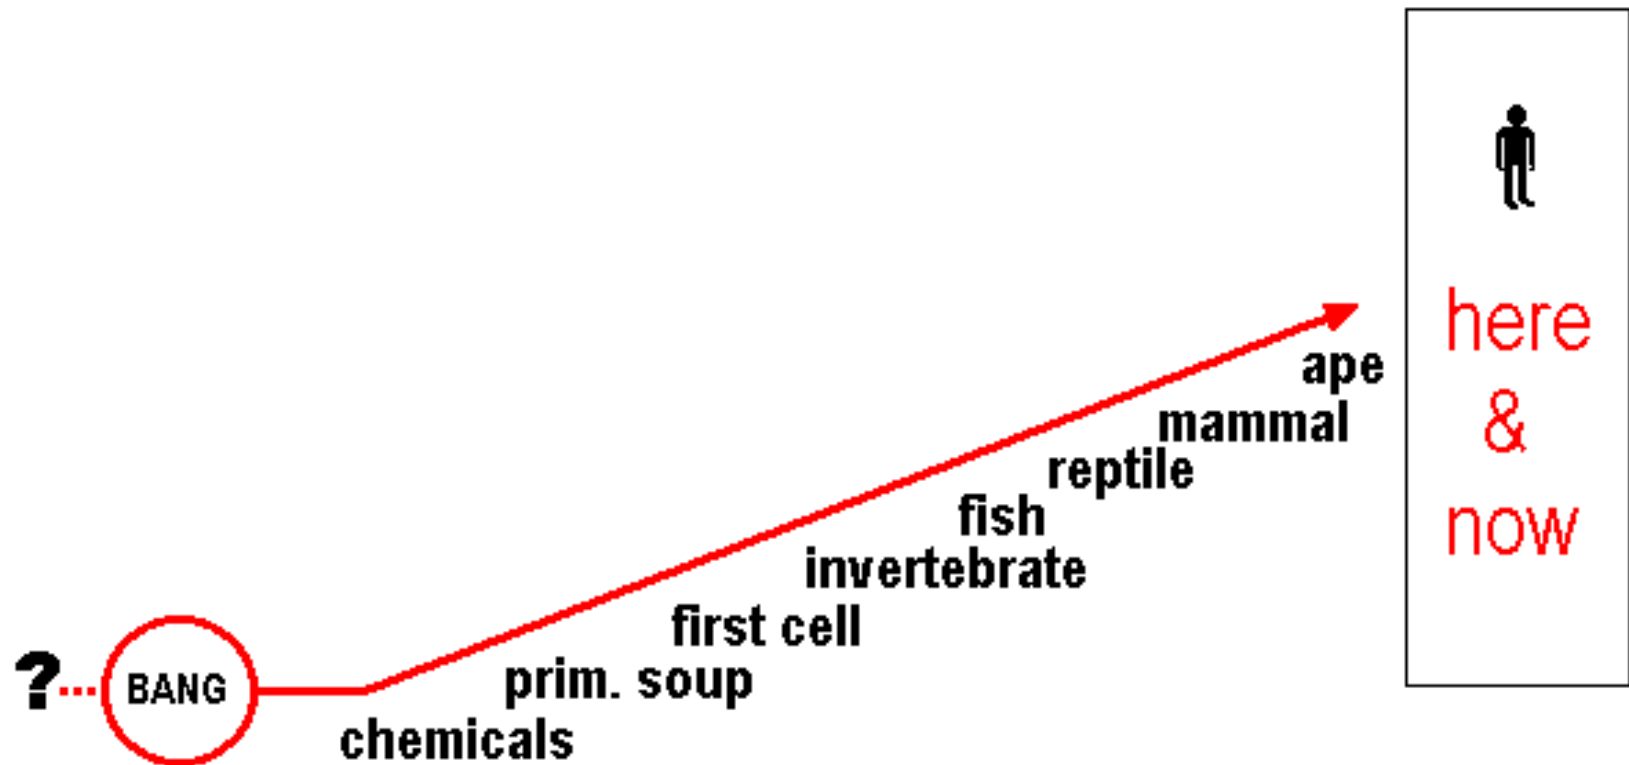 ?
BANG
chemicals
prim. soup
first cell
invertebrate
fish
reptile
mammal
ape
here
&
now